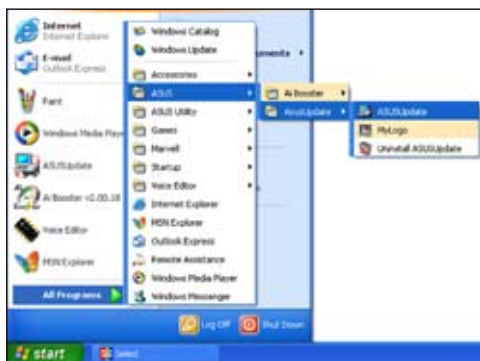 Internet
Internet Explorer
E-mail
Outlook Express
Paint
Windows Media Play
ASUSUpdate
Ai Booster v2.00.18
Voice Editor
MSN Explorer
All Programs
Windows Catalog
Windows Update
Accessories
ASUS
ASUS Utility
Games
Marvell
Startup
Voice Editor
Internet Explorer
MSN Explorer
Outlook Express
Remote Assistance
Windows Media Player
Windows Messenger
cuments
Ai Booster
AsusUpdate
ASUSUpdate
MyLogo
Uninstall ASUSUpdate
Log Off
Shut Down
start